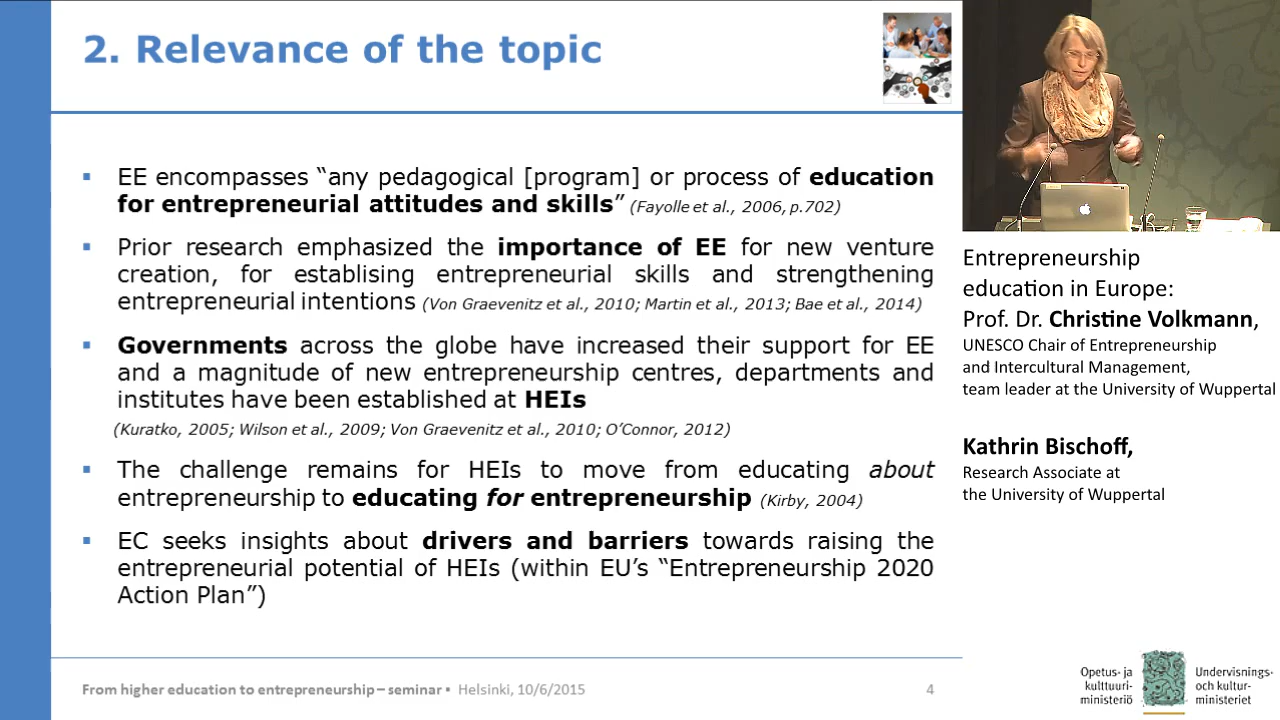 2. Relevance of the topic
▪ EE encompasses “any pedagogical [program] or process of education
for entrepreneurial attitudes and skills” (Fayolle et al., 2006, p.702)
▪ Prior research emphasized the importance of EE for new venture
creation, for establising entrepreneurial skills and strengthening
entrepreneurial intentions (Von Graevenitz et al., 2010; Martin et al., 2013; Bae et al., 2014)
▪ Governments across the globe have increased their support for EE
and a magnitude of new entrepreneurship centres, departments and
institutes have been established at HEIs
(Kuratko, 2005; Wilson et al., 2009; Von Graevenitz et al., 2010; O’Connor, 2012)
▪ The challenge remains for HEIs to move from educating about
entrepreneurship to educating for entrepreneurship (Kirby, 2004)
▪ EC seeks insights about drivers and barriers towards raising the
entrepreneurial potential of HEIs (within EU’s “Entrepreneurship 2020
Action Plan”)
From higher education to entrepreneurship – seminar ▪ Helsinki, 10/6/2015
4
Entrepreneurship
education in Europe:
Prof. Dr. Christine Volkmann,
UNESCO Chair of Entrepreneurship
and Intercultural Management,
team leader at the University of Wuppertal
Kathrin Bischoff,
Research Associate at
the University of Wuppertal
Opetus- ja
kulttuuri-
ministeriö
Undervisnings-
och kultur-
ministeriet